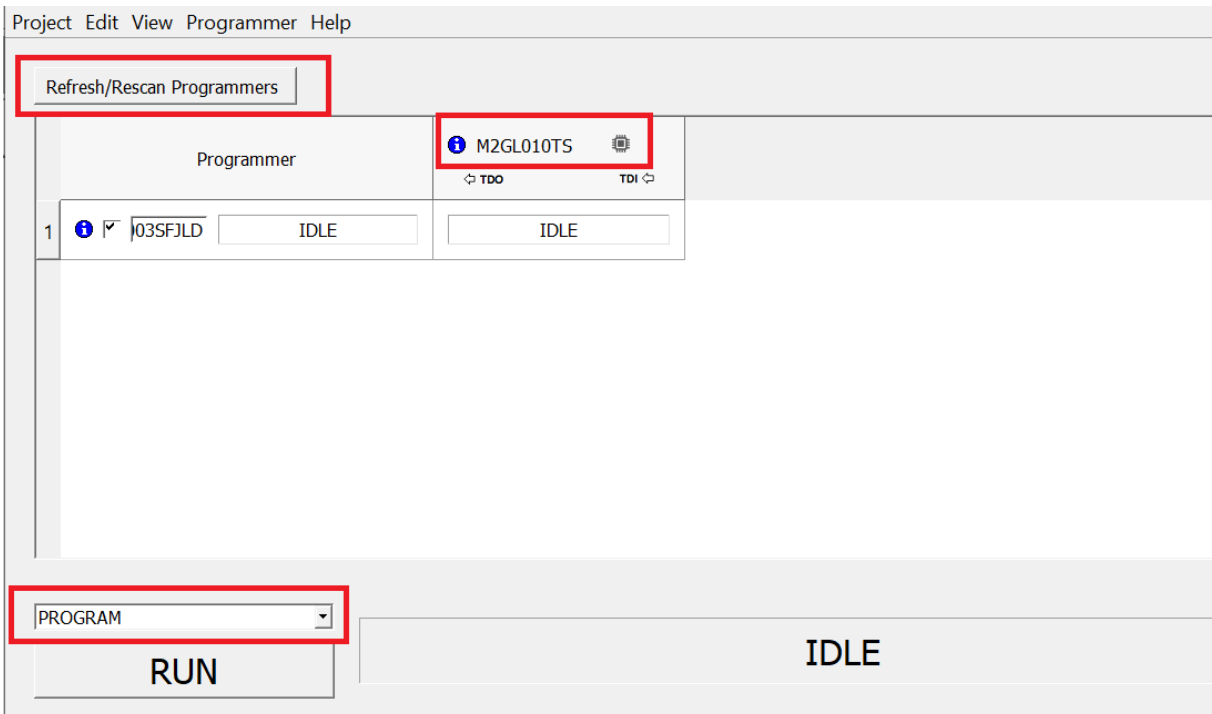 Project Edit View Programmer Help
Refresh/Rescan Programmers
Programmer
M2GL010TS
TDO TDI
1 03SFJLD IDLE IDLE
PROGRAM
RUN
IDLE